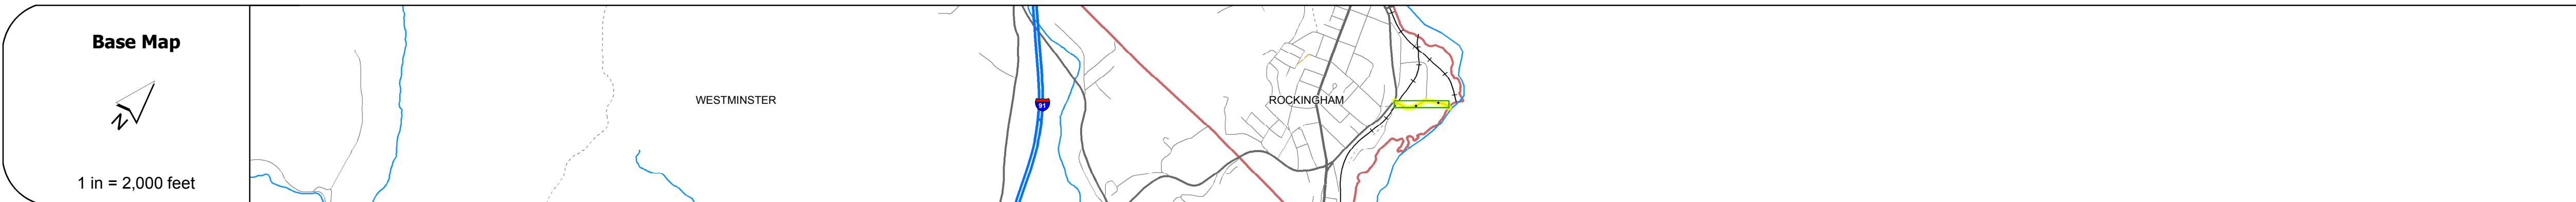 Base Map
N
1 in = 2,000 feet
WESTMINSTER
91
ROCKINGHAM